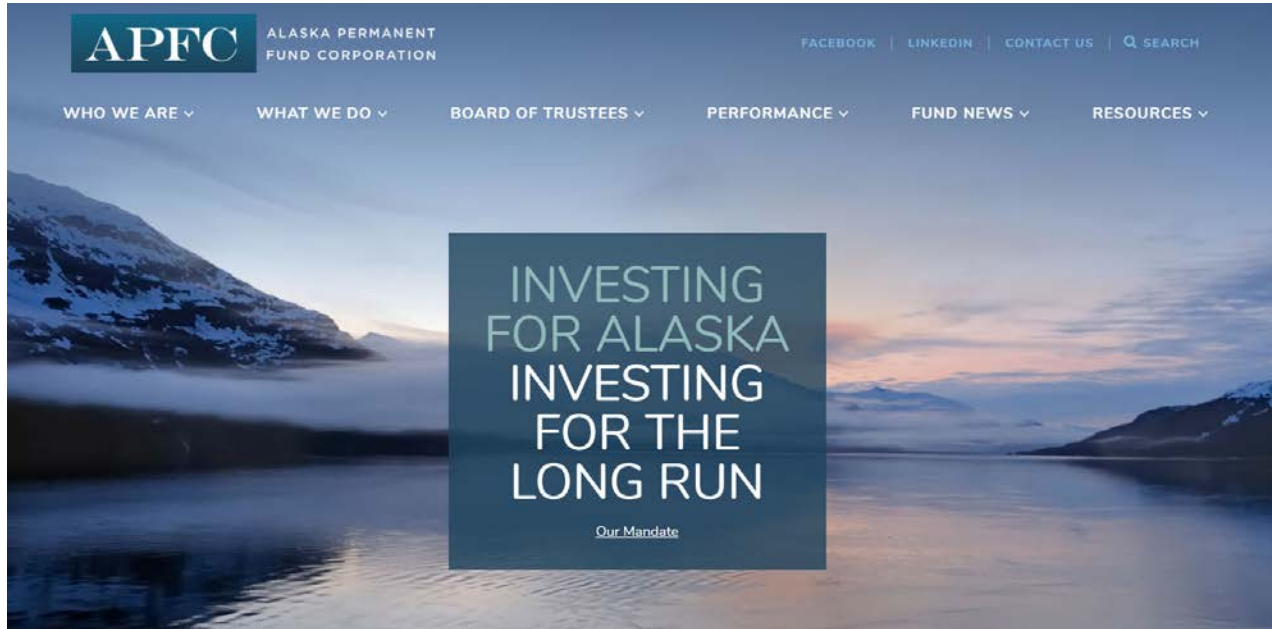 APFC
ALASKA PERMANENT
FUND CORPORATION
FACEBOOK | LINKEDIN | CONTACT US | SEARCH
WHO WE ARE
WHAT WE DO
BOARD OF TRUSTEES
PERFORMANCE
FUND NEWS
RESOURCES
INVESTING
FOR ALASKA
INVESTING
FOR THE
LONG RUN
Our Mandate